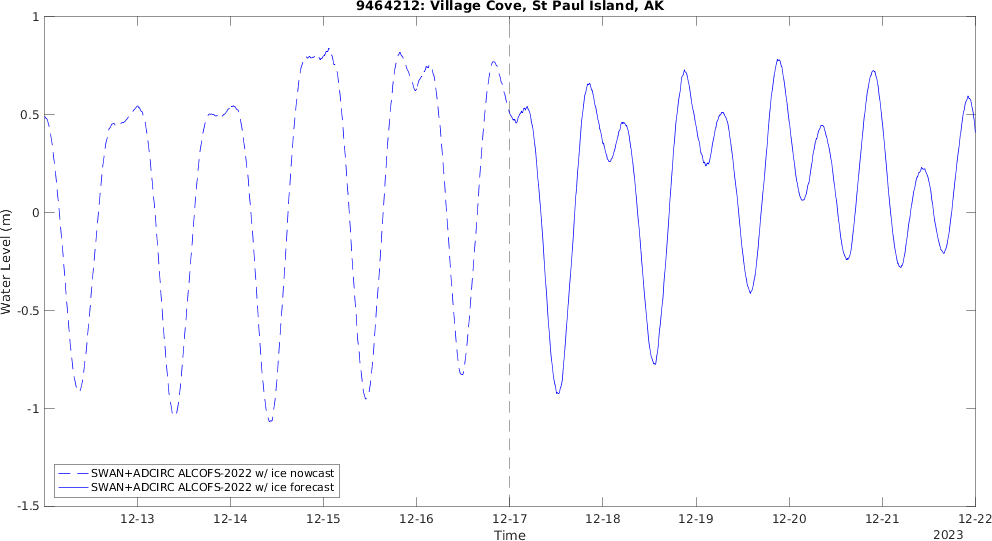 9464212: Village Cove, St Paul Island, AK
1
0.5
0
-0.5
-1
-1.5
Water Level (m)
SWAN+ADCIRC ALCOFS-2022 w/ ice nowcast
SWAN+ADCIRC ALCOFS-2022 w/ ice forecast
12-13 12-14 12-15 12-16 12-17 12-18 12-19 12-20 12-21 12-22
Time
2023